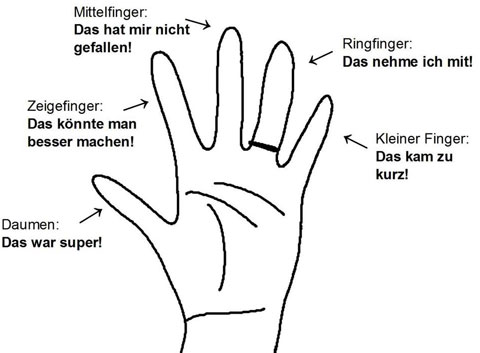 Mittelfinger:
Das hat mir nicht
gefallen!
Ringfinger:
Das nehme ich mit!
Zeigefinger:
Das könnte man
besser machen!
Kleiner Finger:
Das kam zu
kurz!
Daumen:
Das war super!